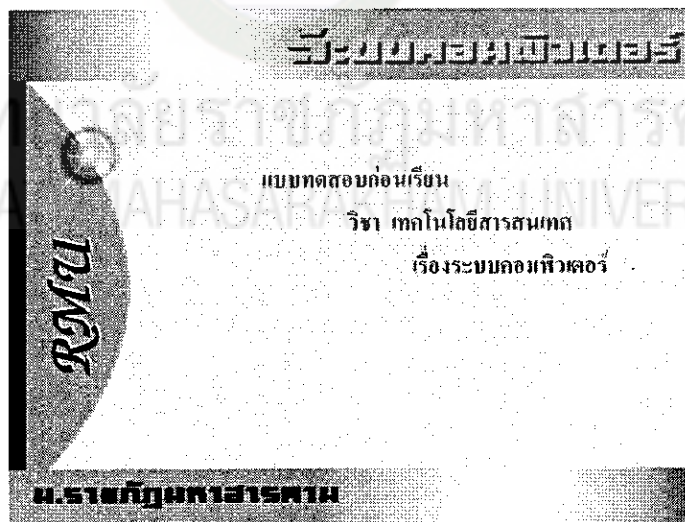 ระบบคอมพิวเตอร์
แบบทดสอบก่อนเรียน
วิชา เทคโนโลยีสารสนเทศ
เรื่องระบบคอมพิวเตอร์
RMU
ม.ราชภัฏมหาสารคาม